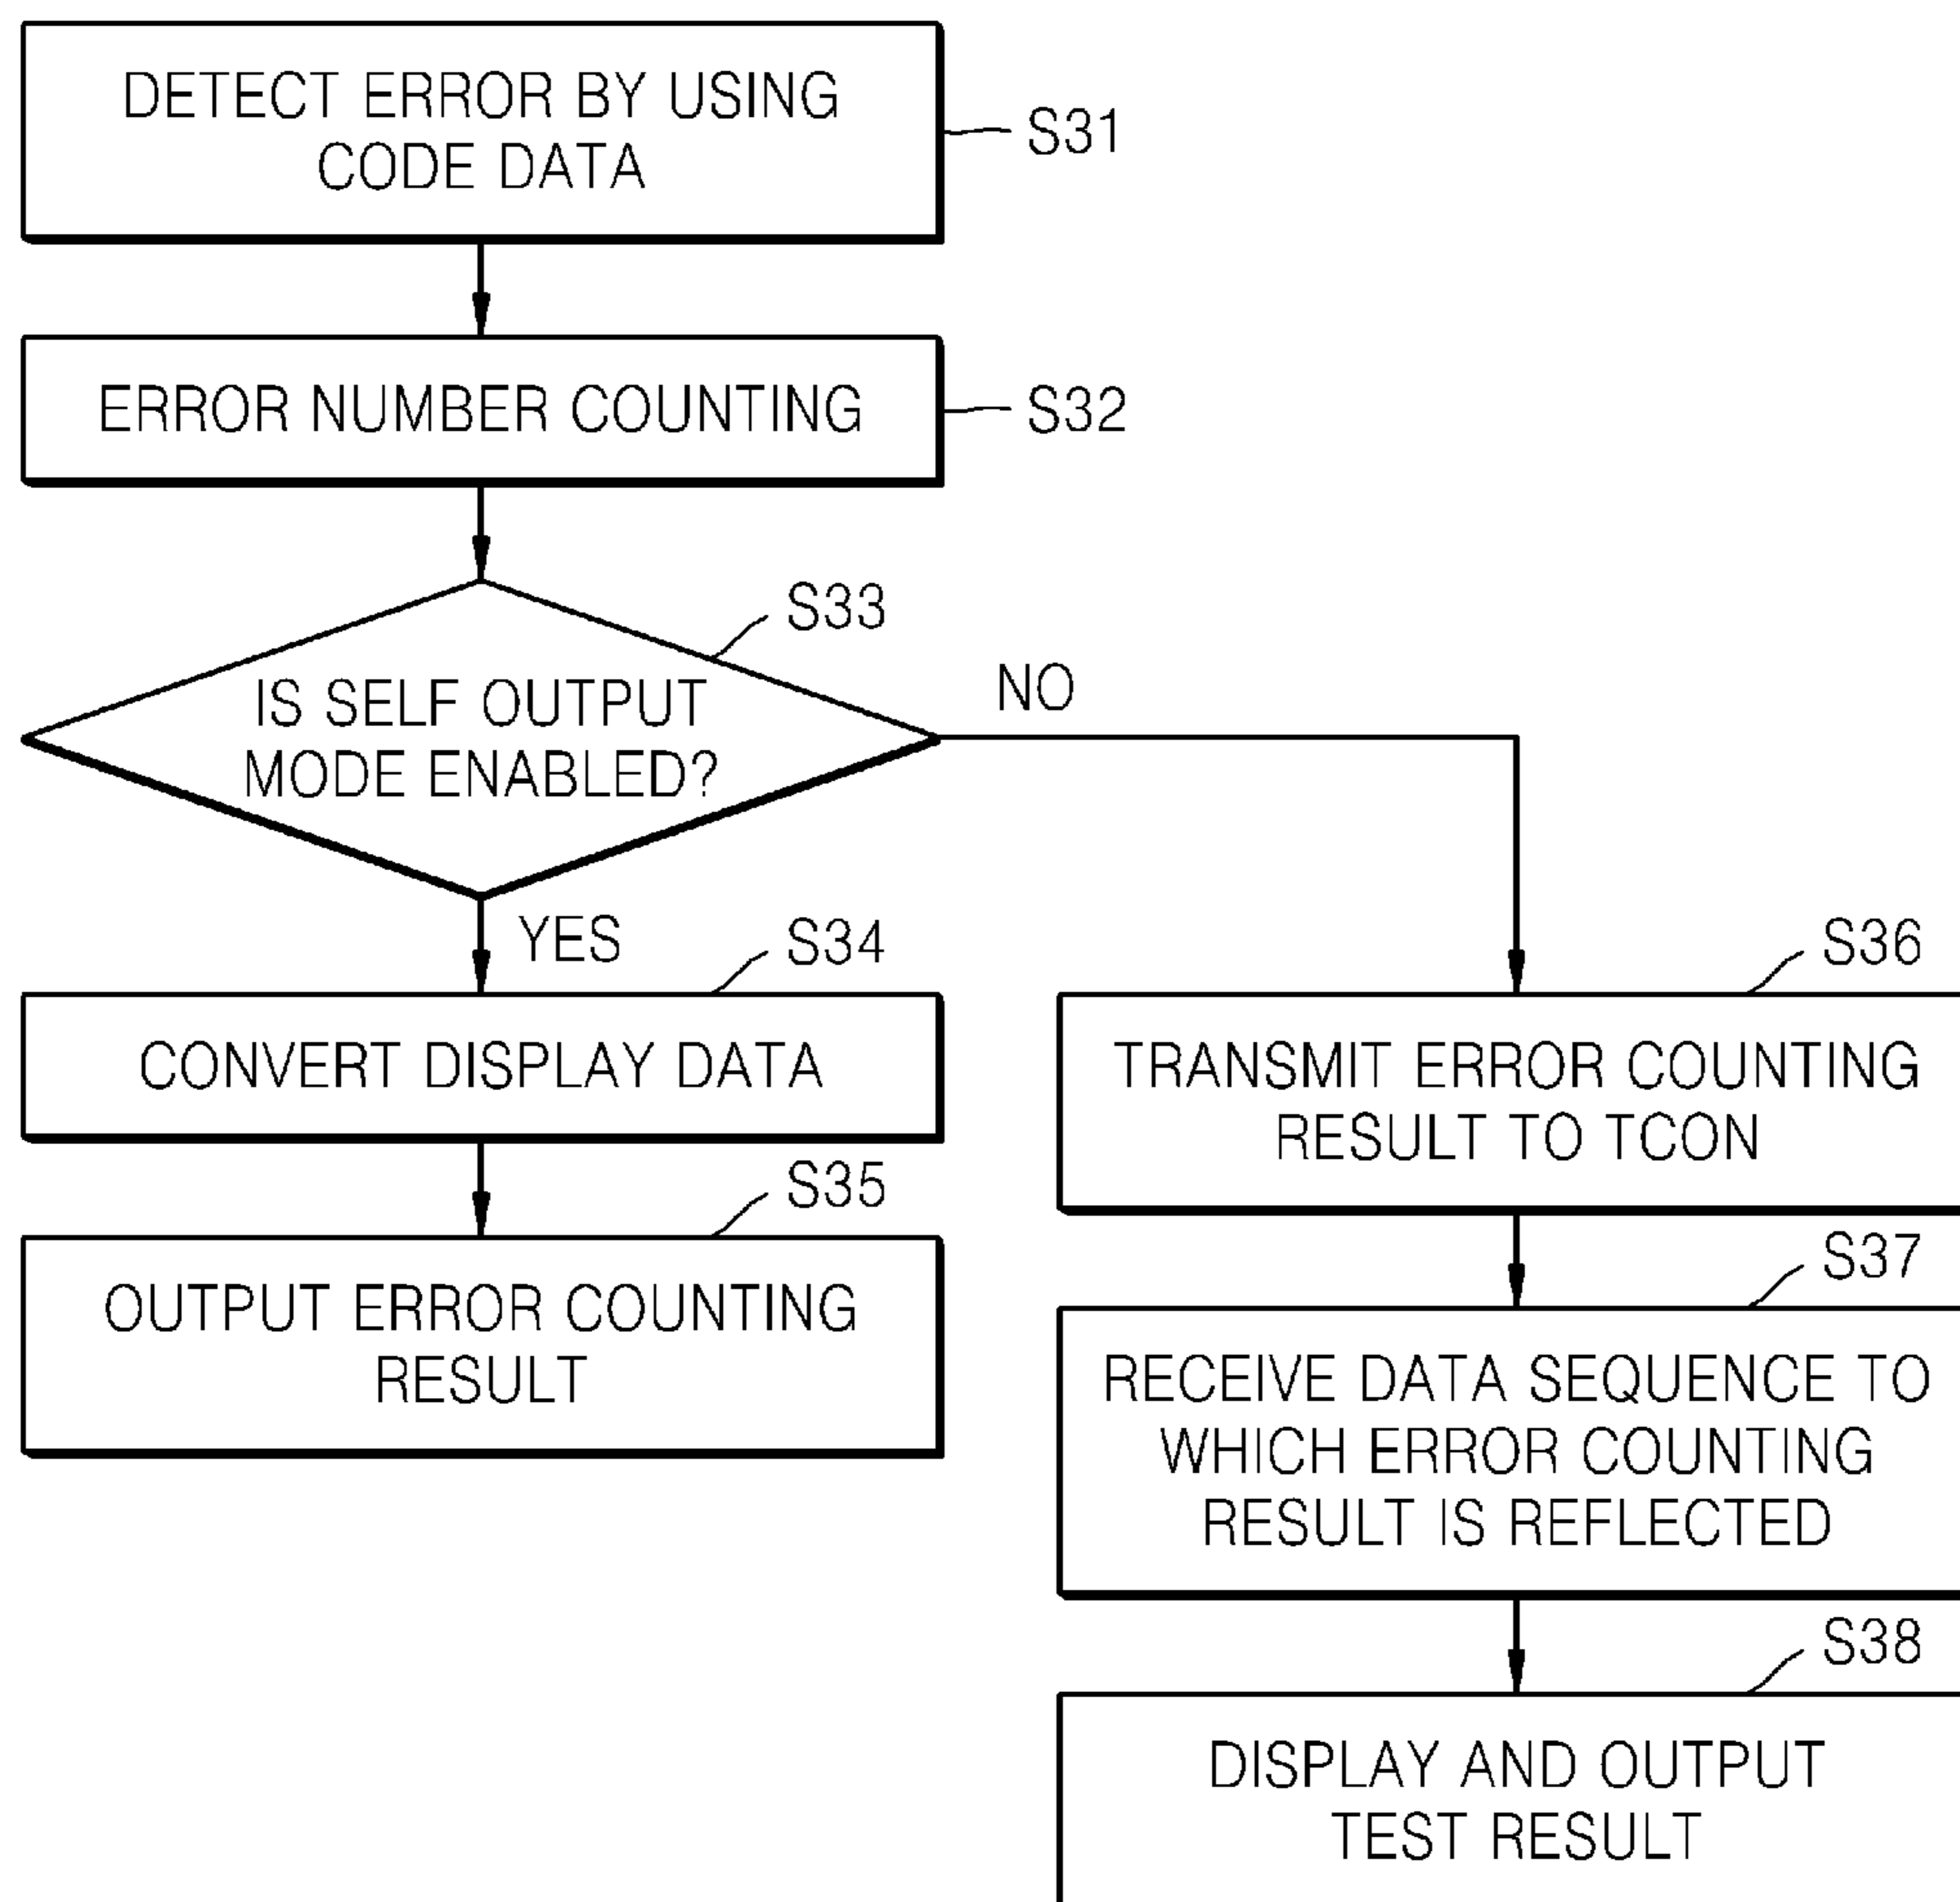 DETECT ERROR BY USING
CODE DATA
S31
ERROR NUMBER COUNTING
S32
S33
IS SELF OUTPUT
MODE ENABLED?
NO
YES
S34
CONVERT DISPLAY DATA
S35
OUTPUT ERROR COUNTING
RESULT
S36
TRANSMIT ERROR COUNTING
RESULT TO TCON
S37
RECEIVE DATA SEQUENCE TO
WHICH ERROR COUNTING
RESULT IS REFLECTED
S38
DISPLAY AND OUTPUT
TEST RESULT